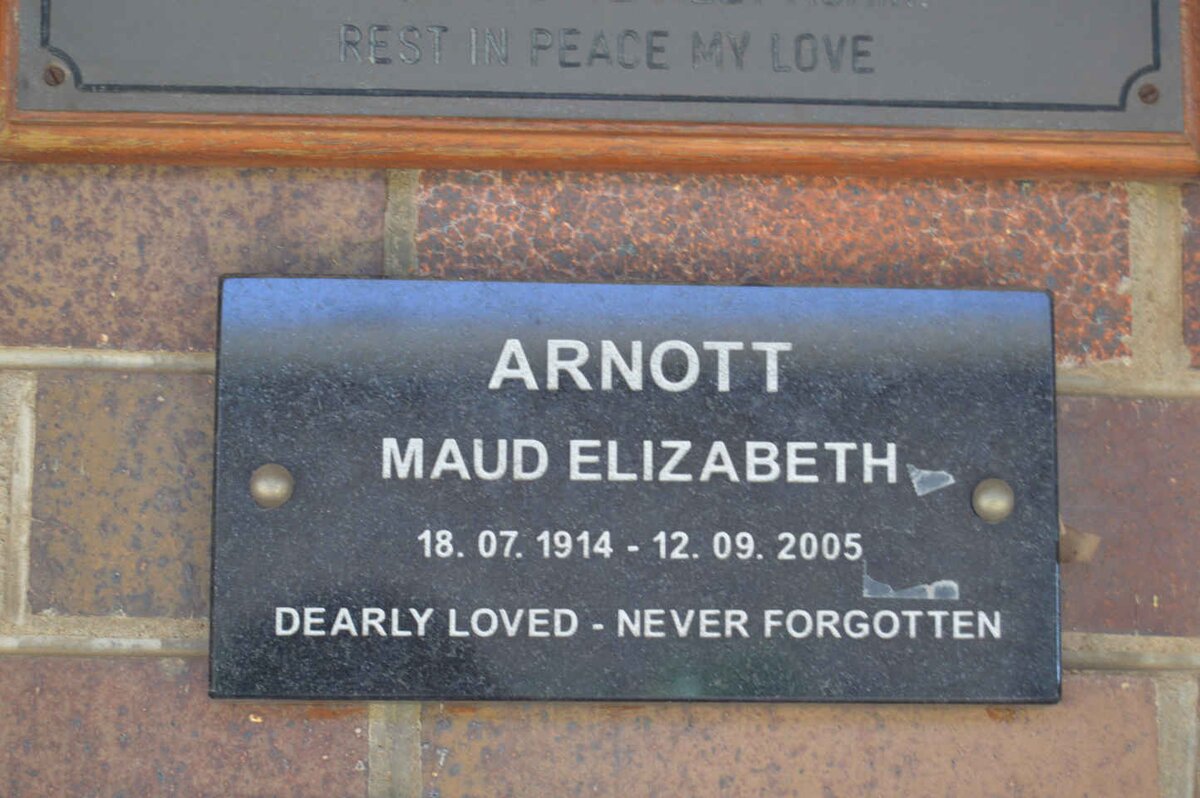 REST IN PEACE MY LOVE
ARNOTT
MAUD ELIZABETH
18. 07. 1914 - 12. 09. 2005
DEARLY LOVED - NEVER FORGOTTEN